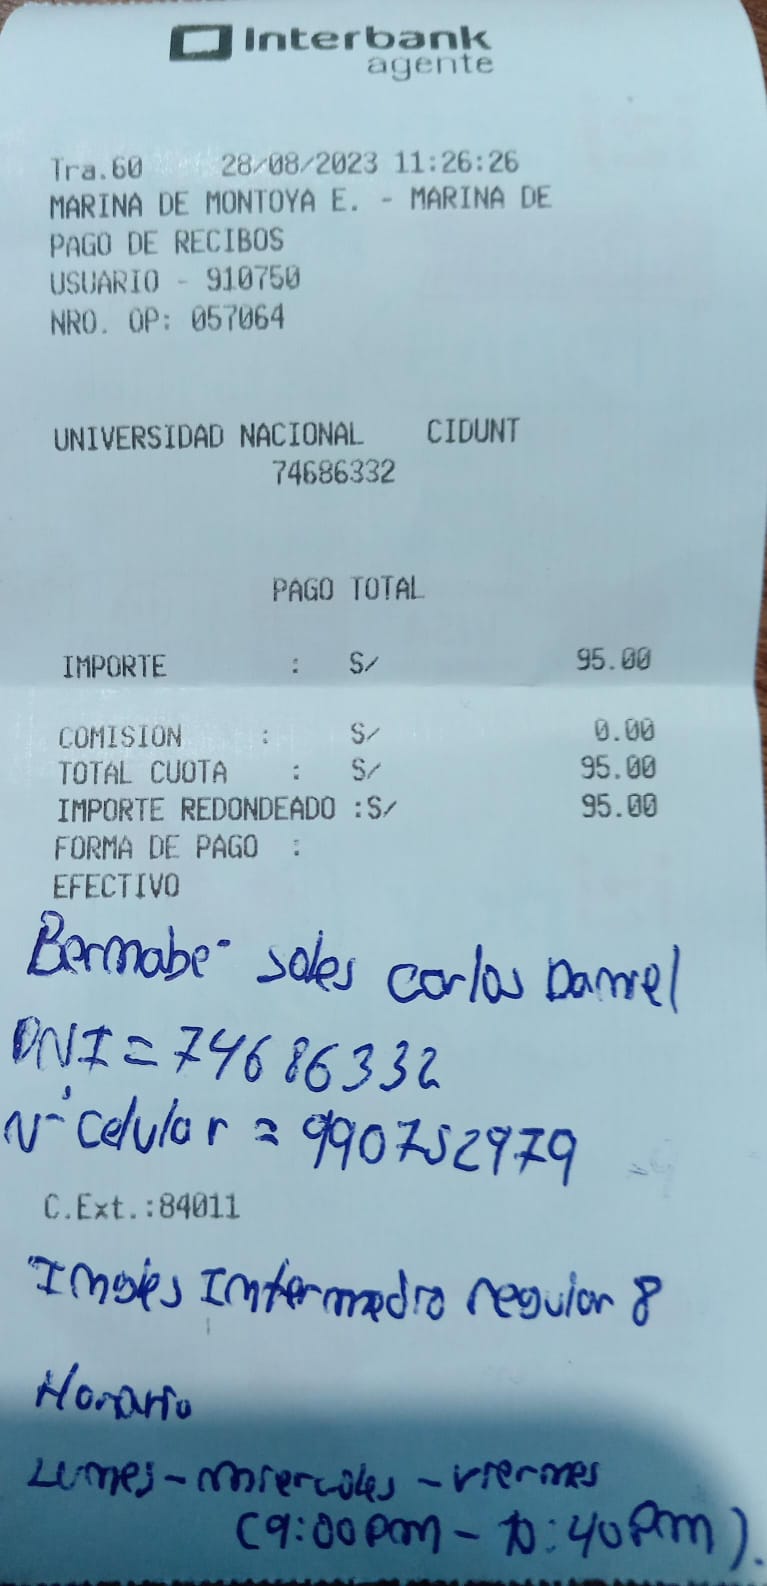 Interbank
agente
Tra.60 28/08/2023 11:26:26
MARINA DE MONTOYA E. - MARINA DE
PAGO DE RECIBOS
USUARIO - 910750
NRO. OP: 057064
UNIVERSIDAD NACIONAL CIDUNT
74686332
PAGO TOTAL
IMPORTE : S/ 95.00
COMISION : S/ 0.00
TOTAL CUOTA : S/ 95.00
IMPORTE REDONDEADO :S/ 95.00
FORMA DE PAGO :
EFECTIVO
Bernabe- Soles Carlos Daniel
DNI = 74686332
N° Celular = 990752979
C.Ext.:84011
Ingles Intermedio regular 8
Horario
Lunes - miercoles - viernes
(9:00 pm - 10:40 pm).